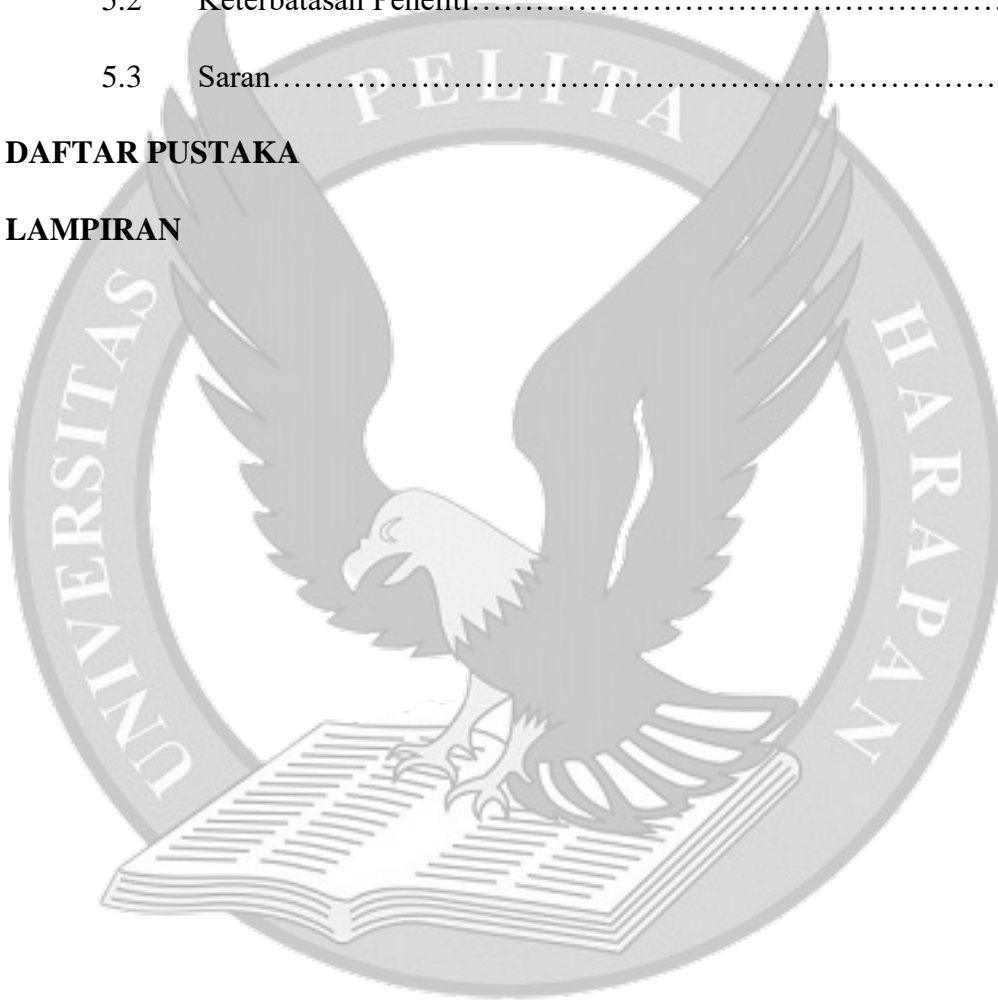 5.2 Keterbatasan Peneliti……………………………………………
5.3 Saran……………………………………………………………
DAFTAR PUSTAKA
LAMPIRAN
UNIVERSITAS PELITA HARAPAN